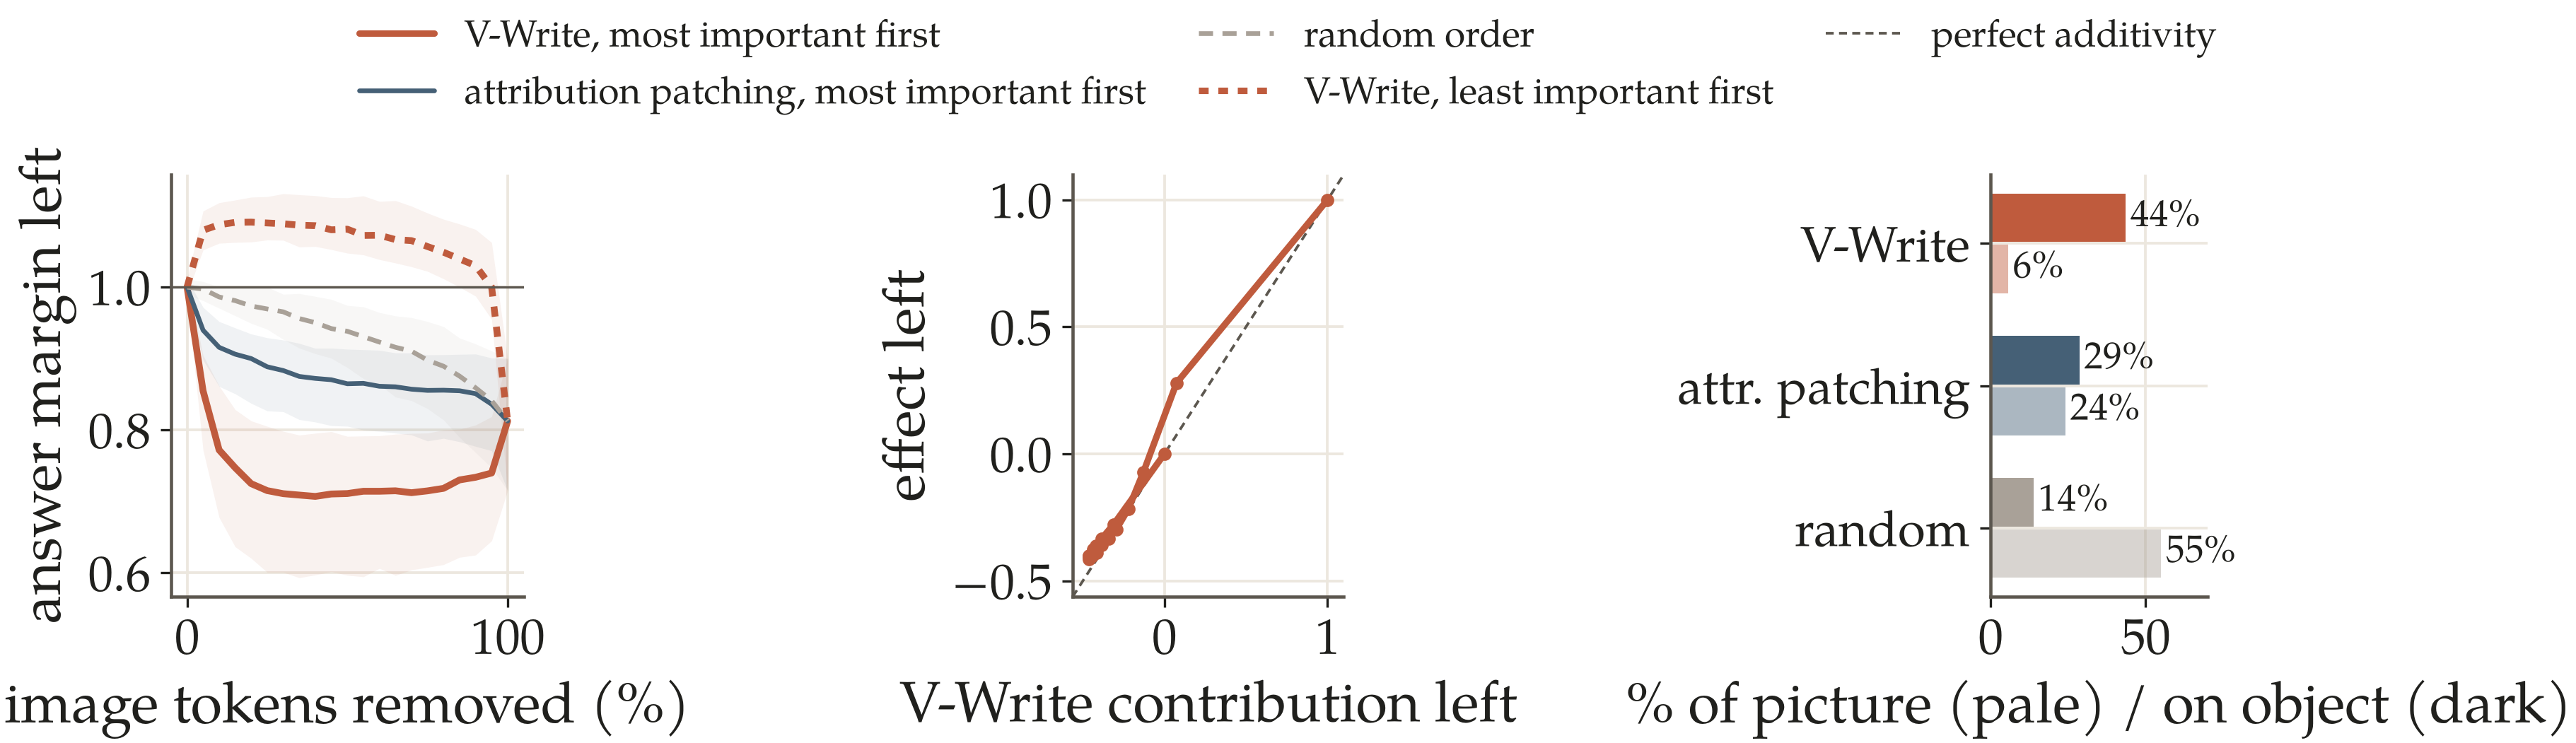 V-Write, most important first
random order
perfect additivity
attribution patching, most important first
V-Write, least important first
answer margin left
1.0
0.8
0.6
0
100
image tokens removed (%)
effect left
1.0
0.5
0.0
−0.5
0
1
V-Write contribution left
V-Write
44%
6%
attr. patching
29%
24%
random
14%
55%
0
50
% of picture (pale) / on object (dark)